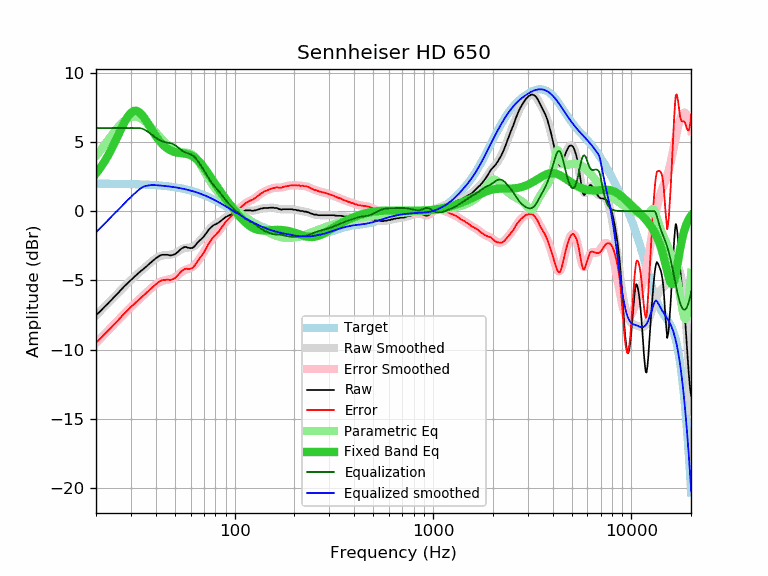 Sennheiser HD 650
10
5
0
−5
−10
−15
−20
Amplitude (dBr)
Target
Raw Smoothed
Error Smoothed
Raw
Error
Parametric Eq
Fixed Band Eq
Equalization
Equalized smoothed
100 1000 10000
Frequency (Hz)